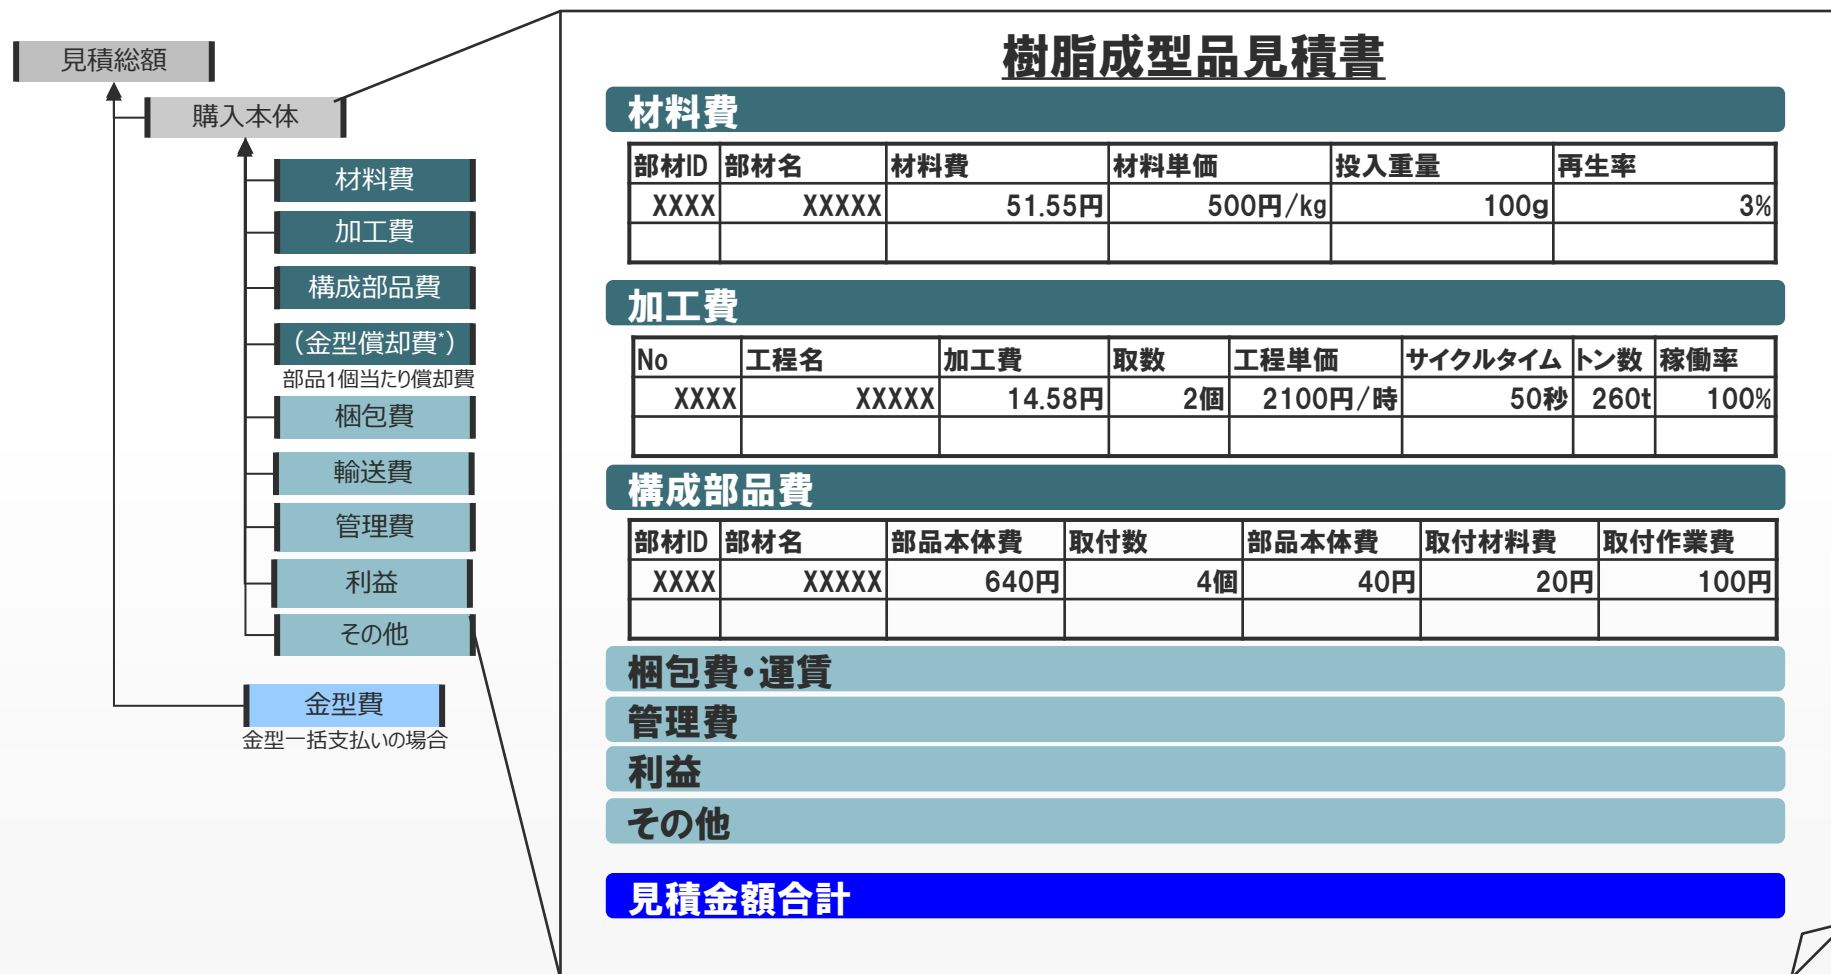 見積総額
購入本体
材料費
加工費
構成部品費
(金型償却費*)
部品1個当たり償却費
梱包費
輸送費
管理費
利益
その他
金型費
金型一括支払いの場合
樹脂成型品見積書
材料費
部材ID 部材名 材料費 材料単価 投入重量 再生率
XXXX XXXXX 51.55円 500円/kg 100g 3%
加工費
No 工程名 加工費 取数 工程単価 サイクルタイム トン数 稼働率
XXXX XXXXX 14.58円 2個 2100円/時 50秒 260t 100%
構成部品費
部材ID 部材名 部品本体費 取付数 部品本体費 取付材料費 取付作業費
XXXX XXXXX 640円 4個 40円 20円 100円
梱包費・運賃
管理費
利益
その他
見積金額合計